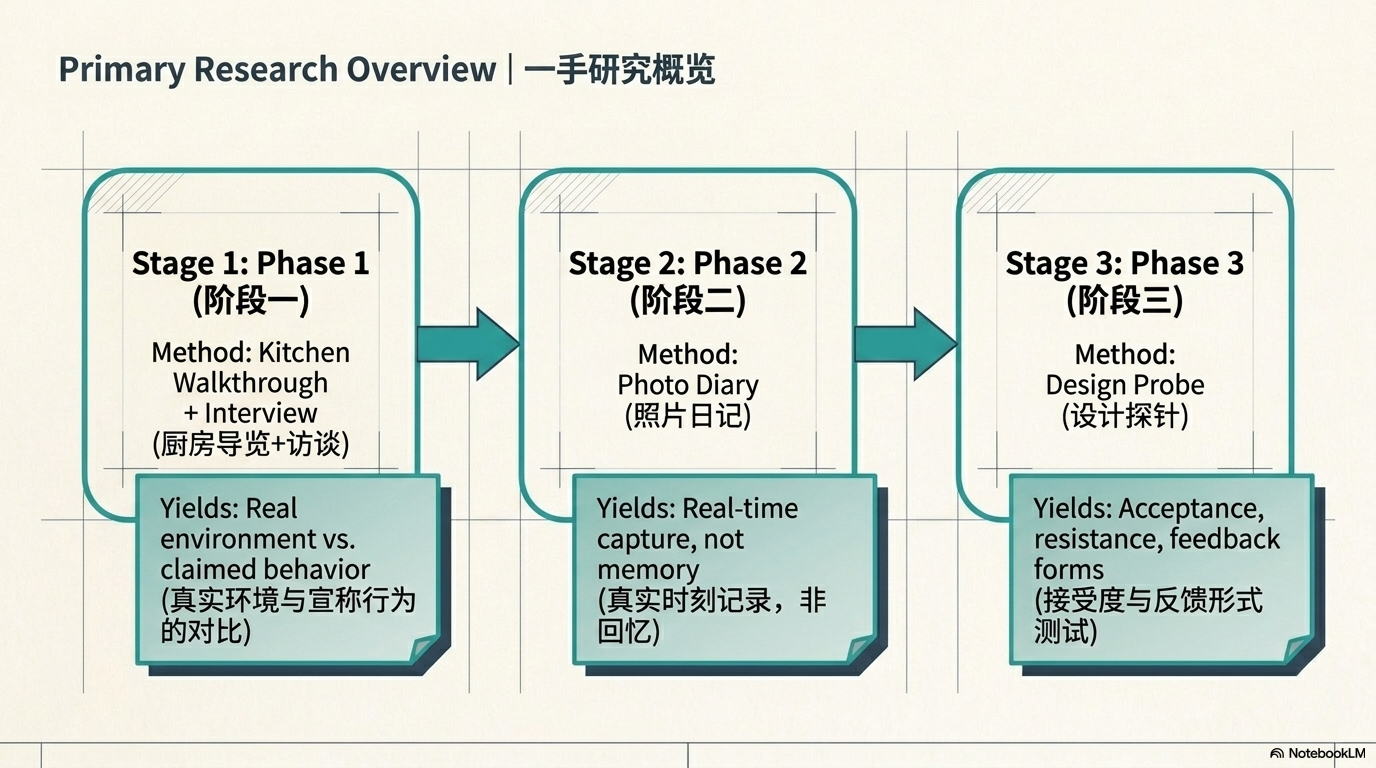 Primary Research Overview | 一手研究概览
Stage 1: Phase 1
(阶段一)
Method: Kitchen
Walkthrough
+ Interview
(厨房导览+访谈)
Yields: Real
environment vs.
claimed behavior
(真实环境与宣称行为
的对比)
Stage 2: Phase 2
(阶段二)
Method:
Photo Diary
(照片日记)
Yields: Real-time
capture, not
memory
(真实时刻记录，非
回忆)
Stage 3: Phase 3
(阶段三)
Method:
Design Probe
(设计探针)
Yields: Acceptance,
resistance, feedback
forms
(接受度与反馈形式
测试)
NotebookLM